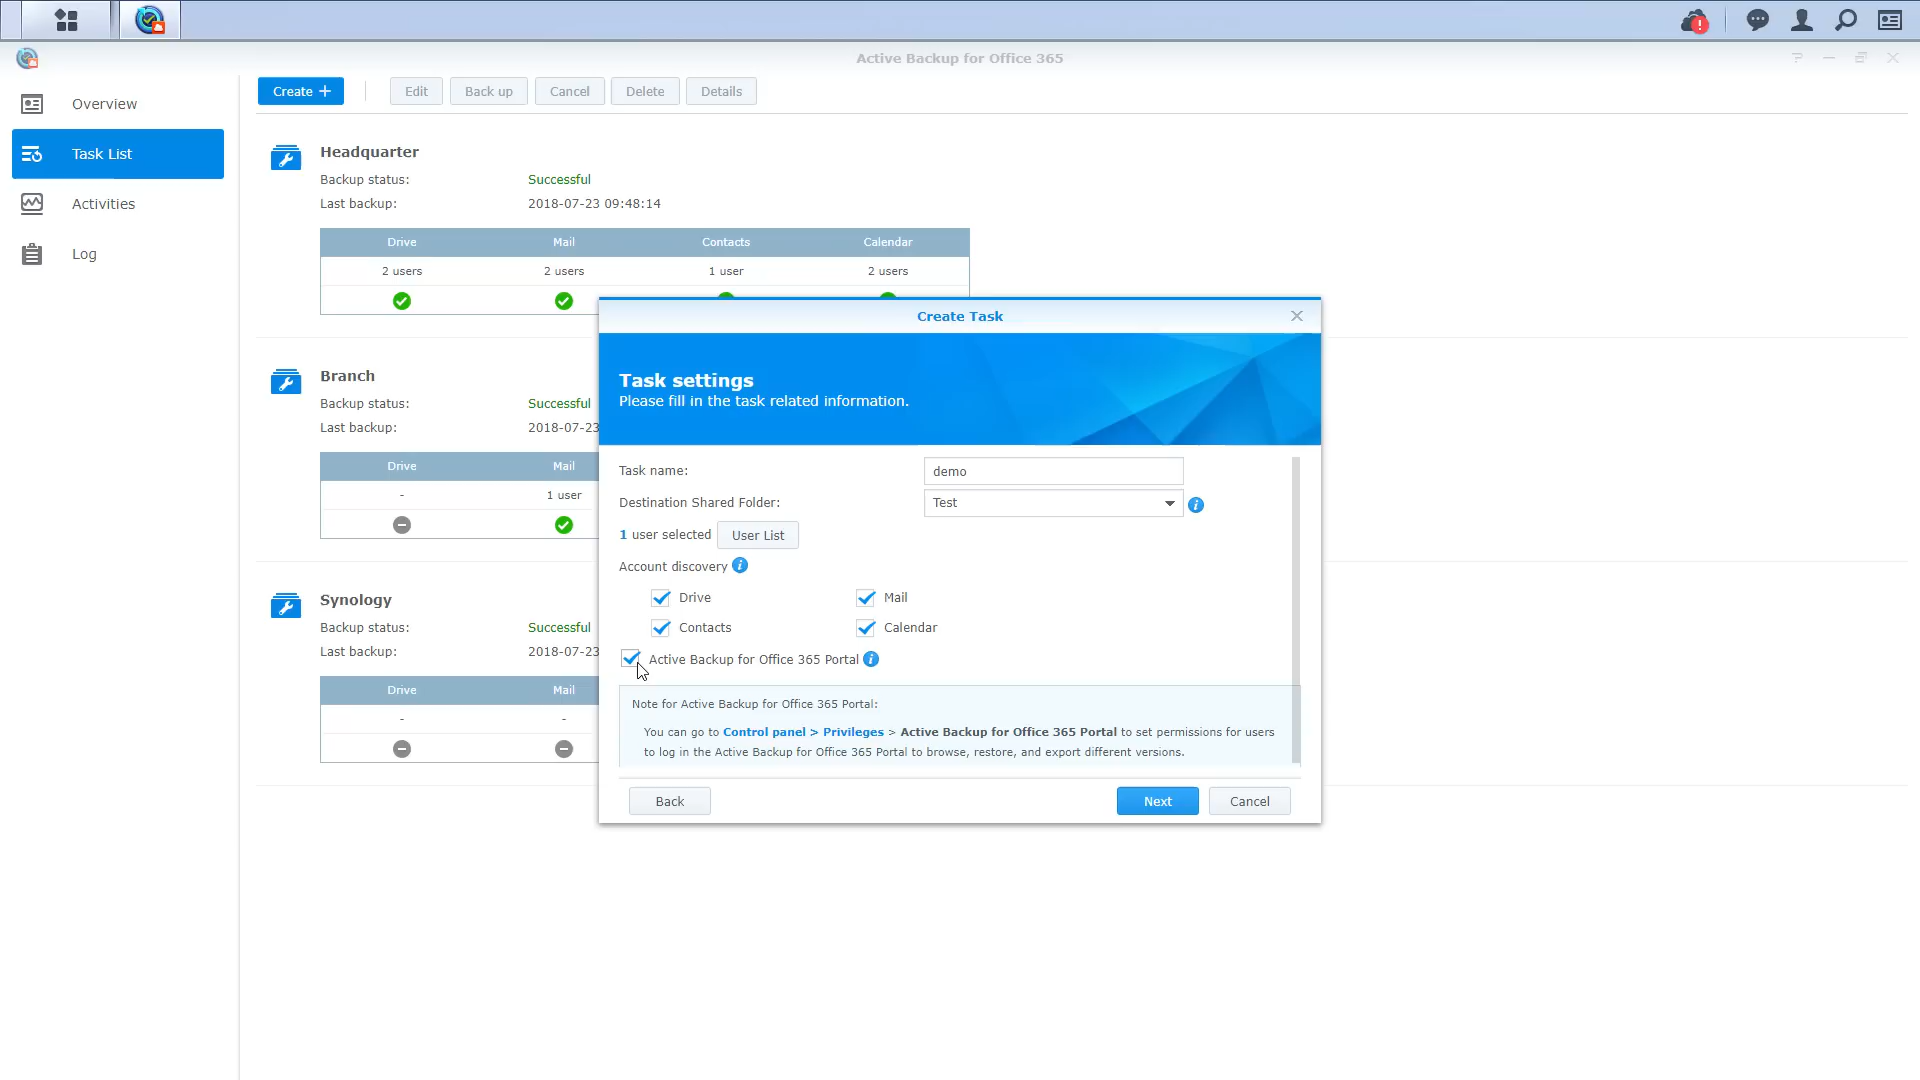 Active Backup for Office 365
Overview
Task List
Activities
Log
Create +
Edit
Back up
Cancel
Delete
Details
Headquarter
Backup status: Successful
Last backup: 2018-07-23 09:48:14
Drive Mail Contacts Calendar
2 users 2 users 1 user 2 users
Branch
Backup status: Successful
Last backup: 2018-07-23
Drive Mail
- 1 user
Synology
Backup status: Successful
Last backup: 2018-07-23
Drive Mail
- -
Create Task
Task settings
Please fill in the task related information.
Task name: demo
Destination Shared Folder: Test
1 user selected User List
Account discovery
Drive Mail
Contacts Calendar
Active Backup for Office 365 Portal
Note for Active Backup for Office 365 Portal:
You can go to Control panel > Privileges > Active Backup for Office 365 Portal to set permissions for users
to log in the Active Backup for Office 365 Portal to browse, restore, and export different versions.
Back Next Cancel